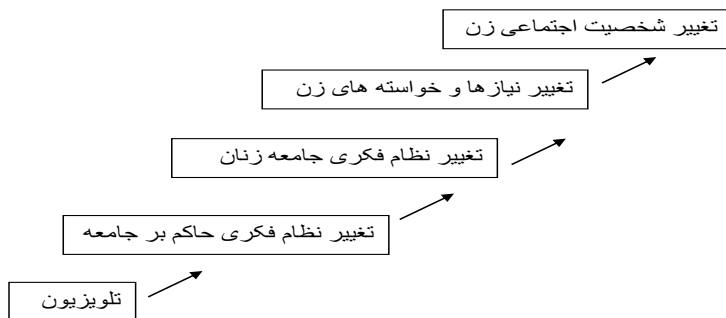 تغییر شخصیت اجتماعی زن
تغییر نیازها و خواسته های زن
تغییر نظام فکری جامعه زنان
تغییر نظام فکری حاکم بر جامعه
تلویزیون